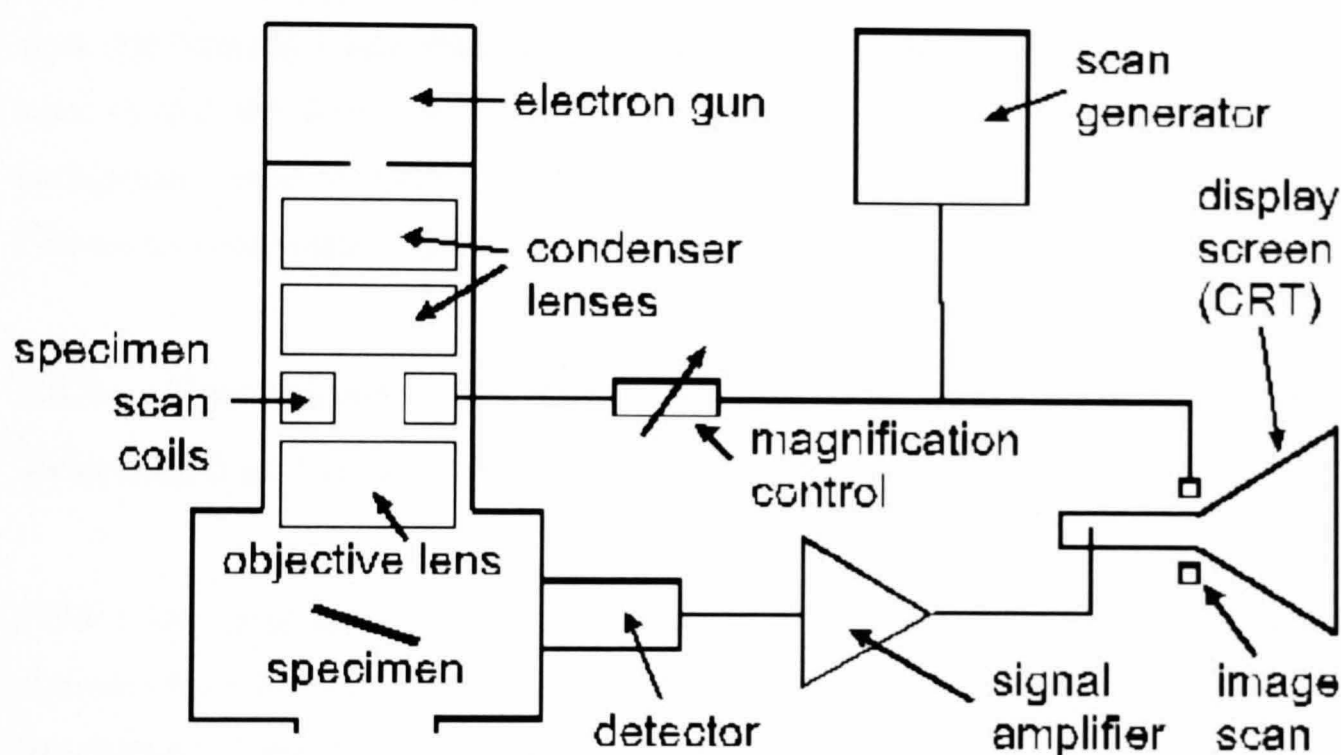 electron gun
scan
generator
display
screen
(CRT)
condenser
lenses
specimen
scan
coils
magnification
control
objective lens
specimen
detector
signal
amplifier
image
scan